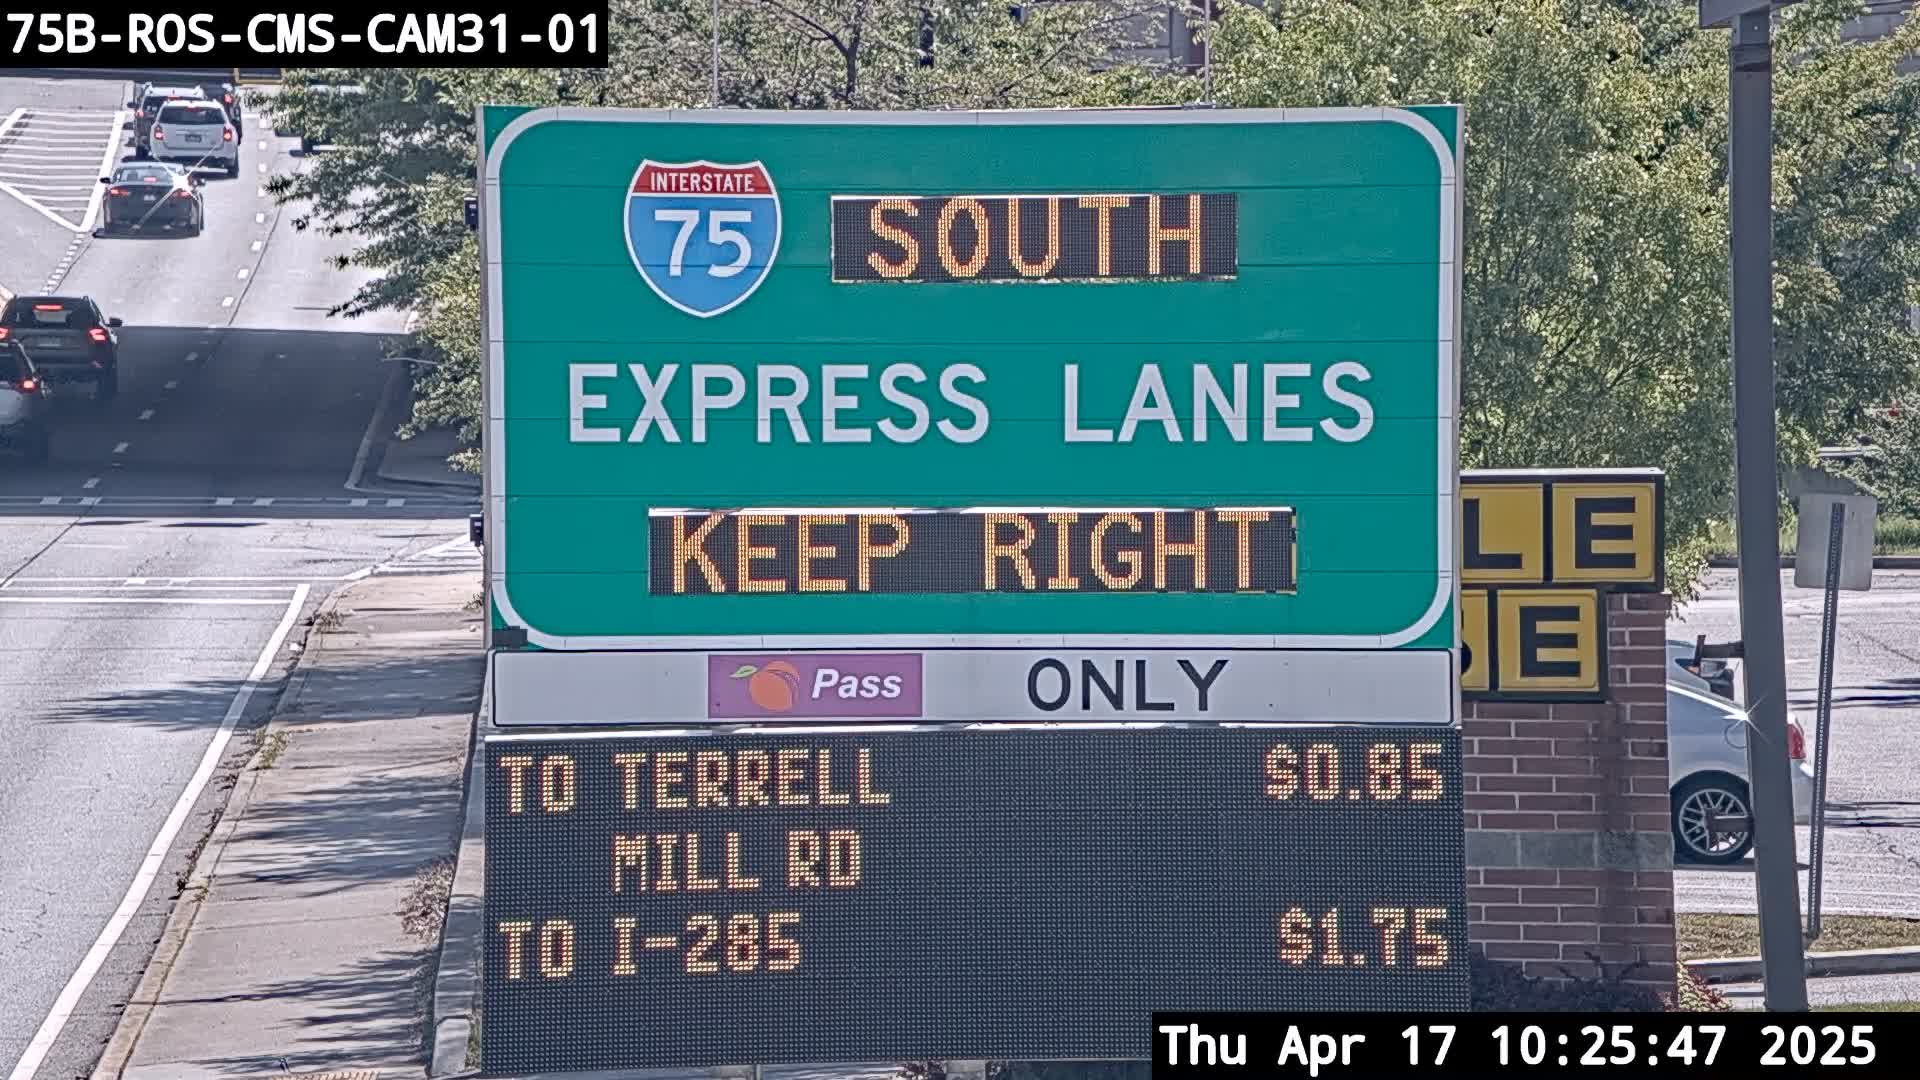 75B-ROS-CMS-CAM31-01
INTERSTATE
75
SOUTH
EXPRESS LANES
KEEP RIGHT
LE
E
Pass ONLY
TO TERRELL $0.85
MILL RD
TO I-285 $1.75
Thu Apr 17 10:25:47 2025